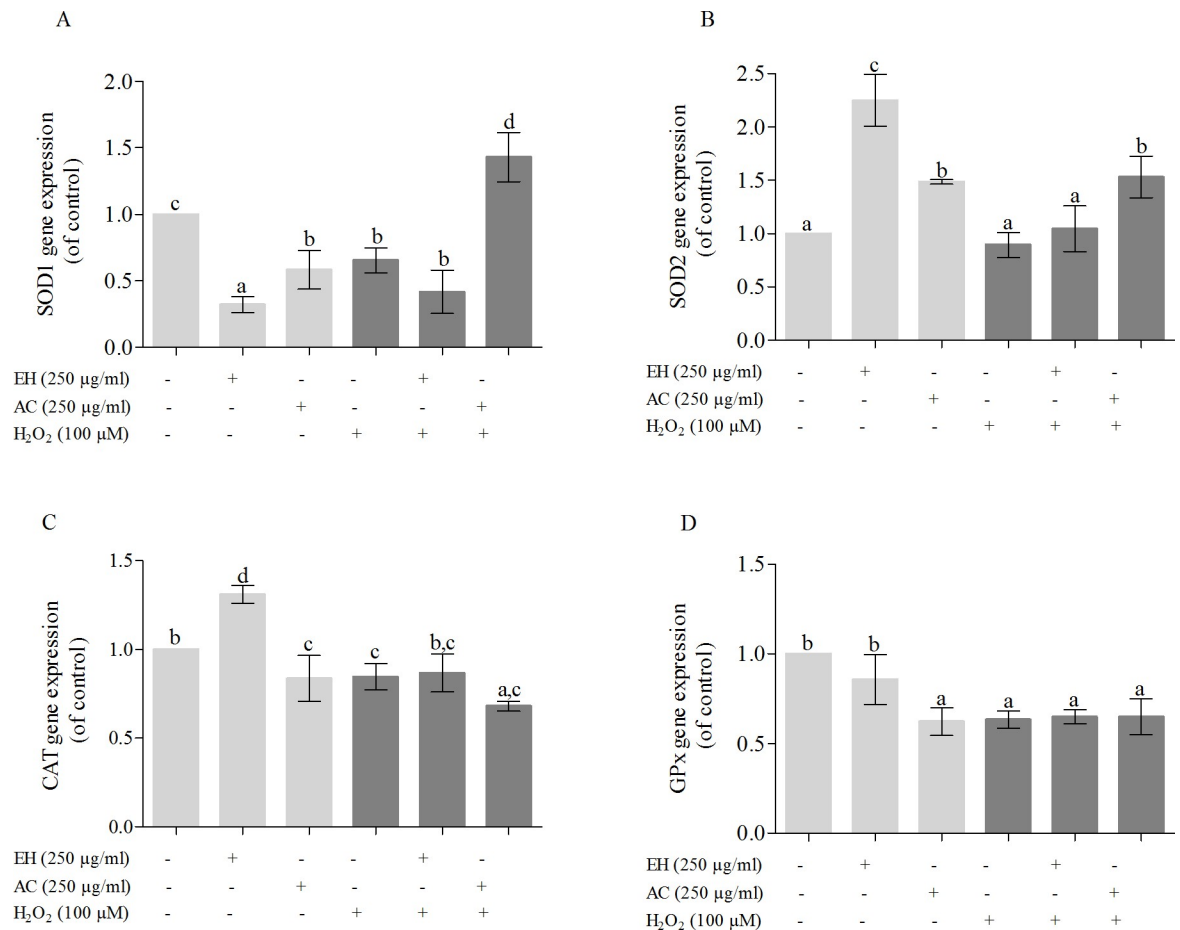 A
SOD1 gene expression
(of control)
2.0
1.5
1.0
0.5
0.0
c
a
b
b
b
d
EH (250 µg/ml) - + - - + -
AC (250 µg/ml) - - + - - +
H₂O₂ (100 µM) - - - + + +
B
SOD2 gene expression
(of control)
2.5
2.0
1.5
1.0
0.5
0.0
a
c
b
a
a
b
EH (250 µg/ml) - + - - + -
AC (250 µg/ml) - - + - - +
H₂O₂ (100 µM) - - - + + +
C
CAT gene expression
(of control)
1.5
1.0
0.5
0.0
b
d
c
c
b,c
a,c
EH (250 µg/ml) - + - - + -
AC (250 µg/ml) - - + - - +
H₂O₂ (100 µM) - - - + + +
D
GPx gene expression
(of control)
1.5
1.0
0.5
0.0
b
b
a
a
a
a
EH (250 µg/ml) - + - - + -
AC (250 µg/ml) - - + - - +
H₂O₂ (100 µM) - - - + + +